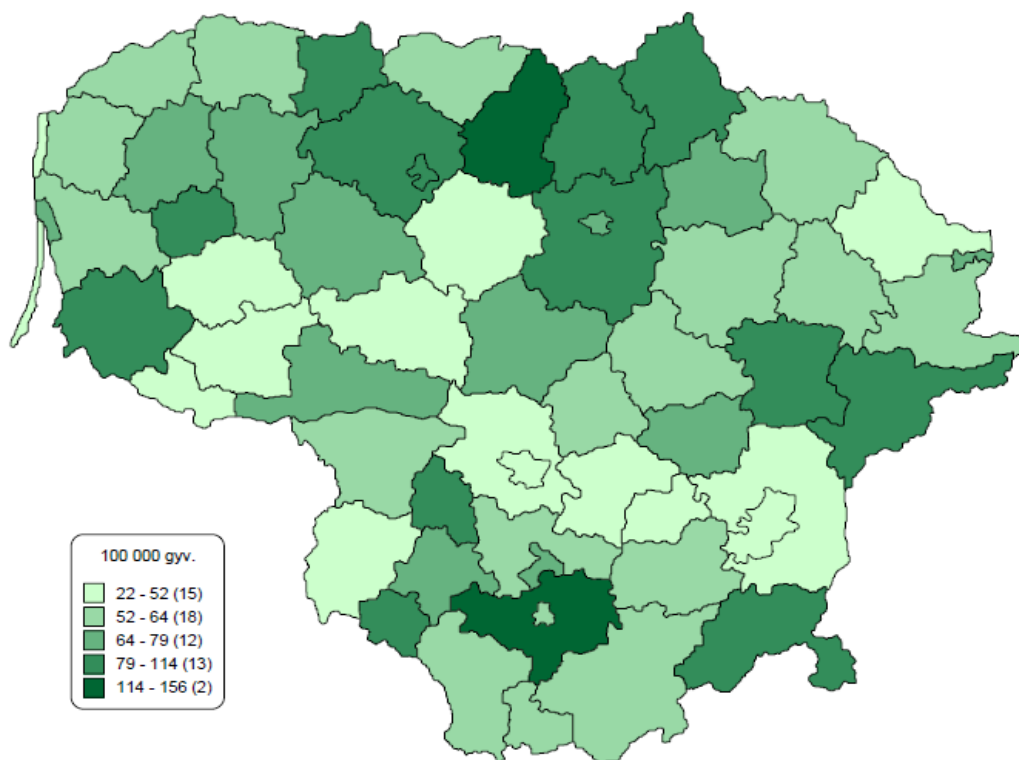 100 000 gyv.
22 - 52 (15)
52 - 64 (18)
64 - 79 (12)
79 - 114 (13)
114 - 156 (2)